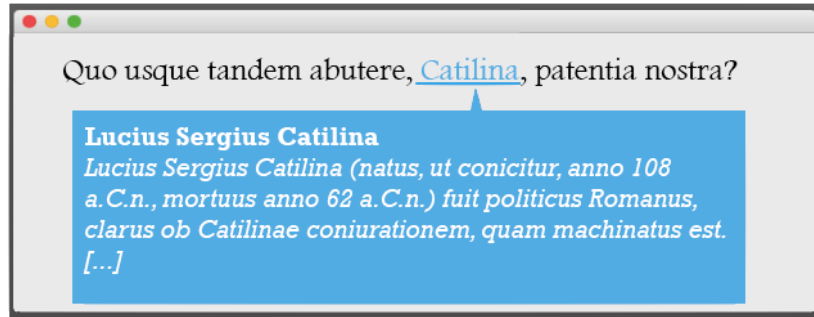 Quo usque tandem abutere, Catilina, patentia nostra?
Lucius Sergius Catilina
Lucius Sergius Catilina (natus, ut conicitur, anno 108
a.C.n., mortuus anno 62 a.C.n.) fuit politicus Romanus,
clarus ob Catilinae coniurationem, quam machinatus est.
[...]